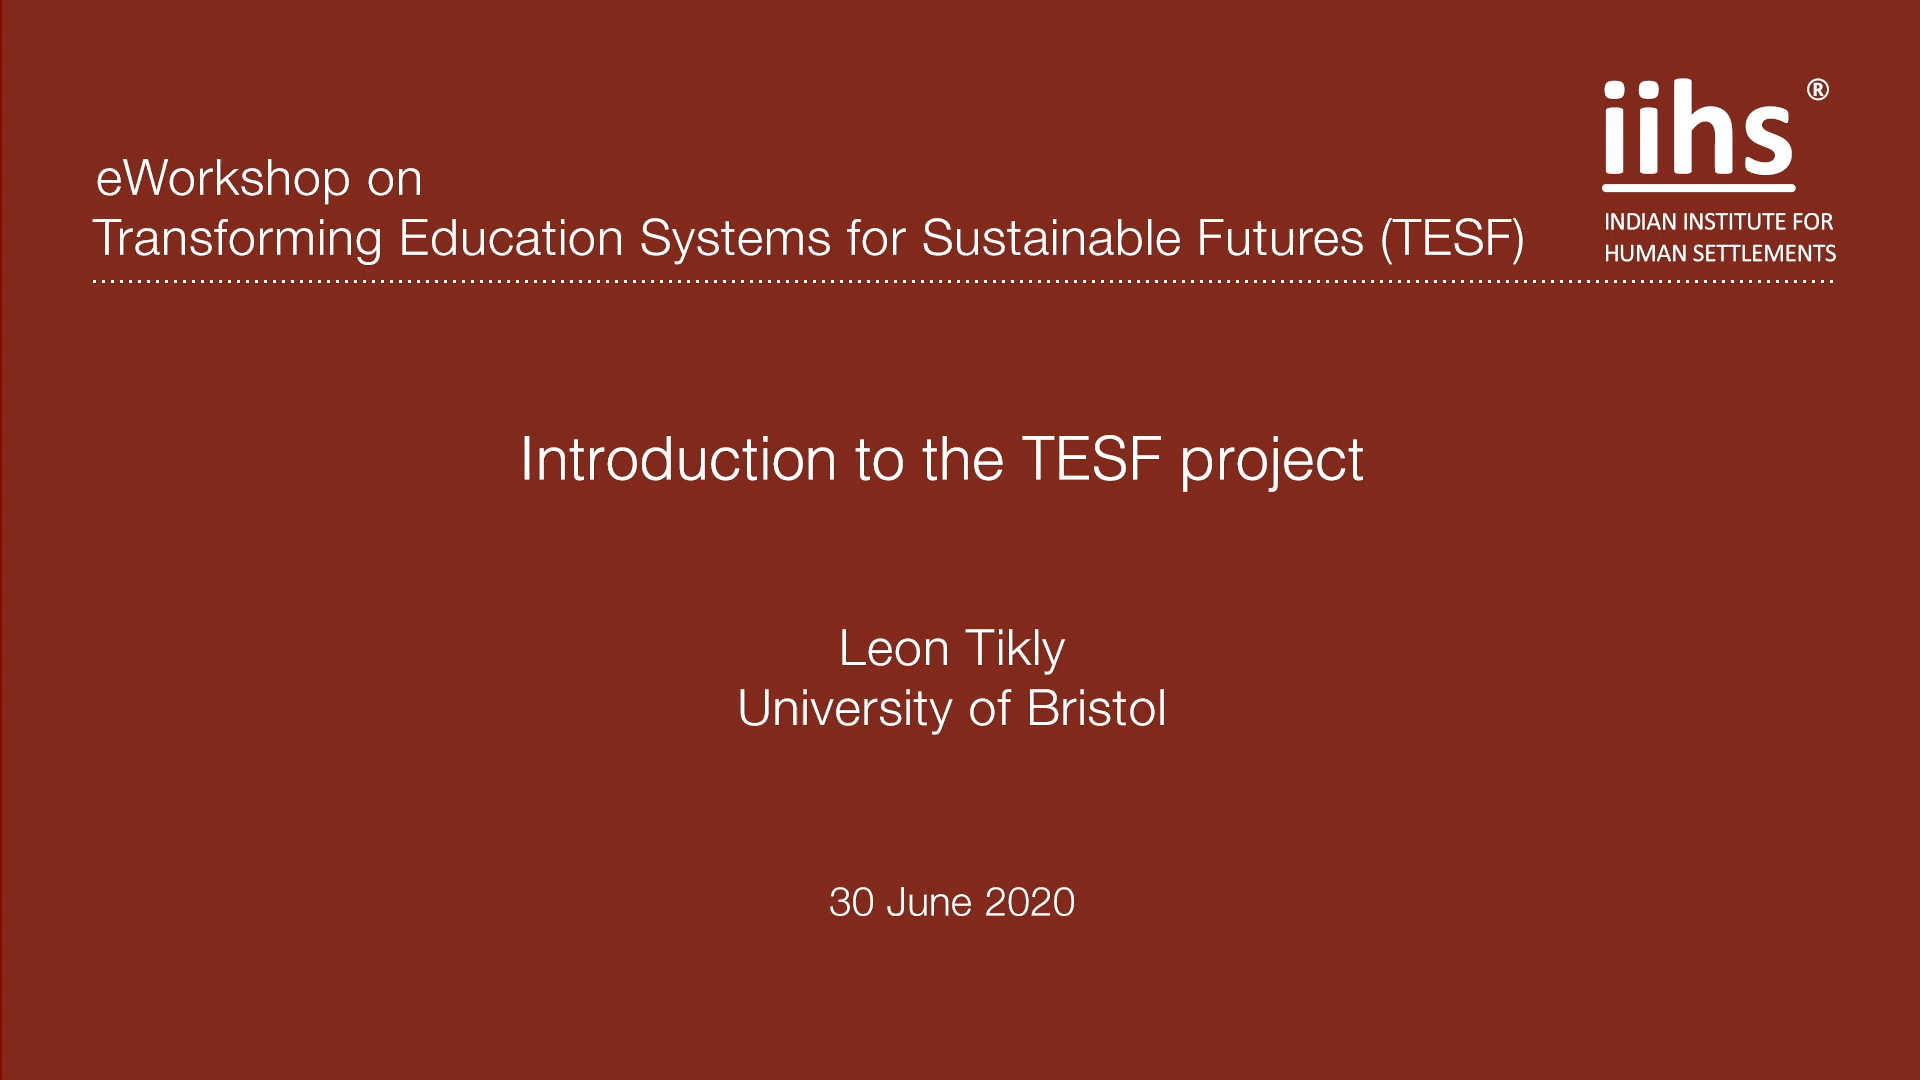 eWorkshop on
Transforming Education Systems for Sustainable Futures (TESF)
iihs®
INDIAN INSTITUTE FOR
HUMAN SETTLEMENTS
Introduction to the TESF project
Leon Tikly
University of Bristol
30 June 2020